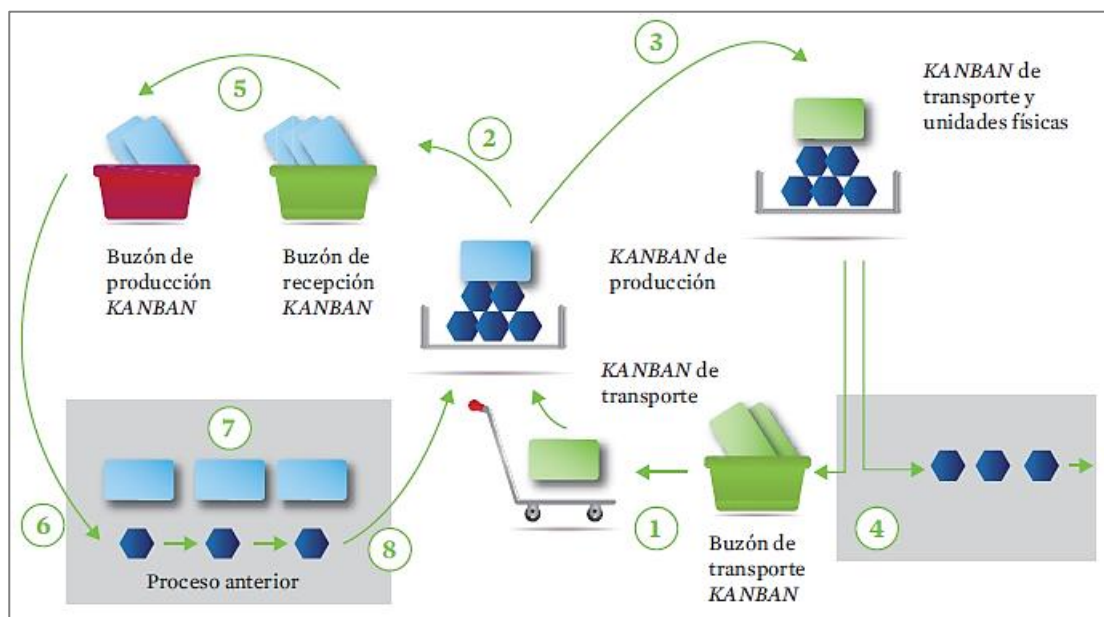 3
KANBAN de
transporte y
unidades físicas
5
2
Buzón de
producción
KANBAN
Buzón de
recepción
KANBAN
KANBAN de
producción
KANBAN de
transporte
7
6
8
1
4
Proceso anterior
Buzón de
transporte
KANBAN